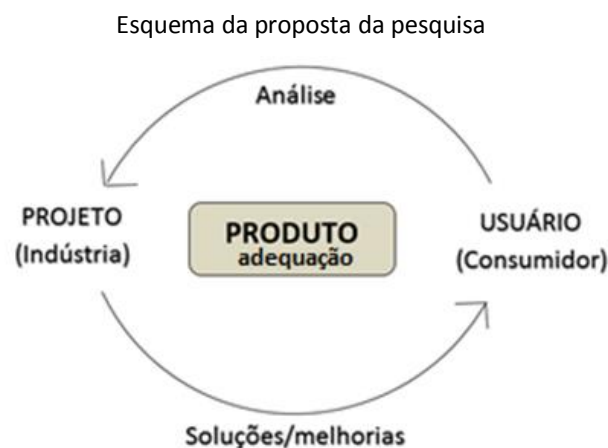 Esquema da proposta da pesquisa
Análise
PROJETO
(Indústria)
PRODUTO
adequação
USUÁRIO
(Consumidor)
Soluções/melhorias